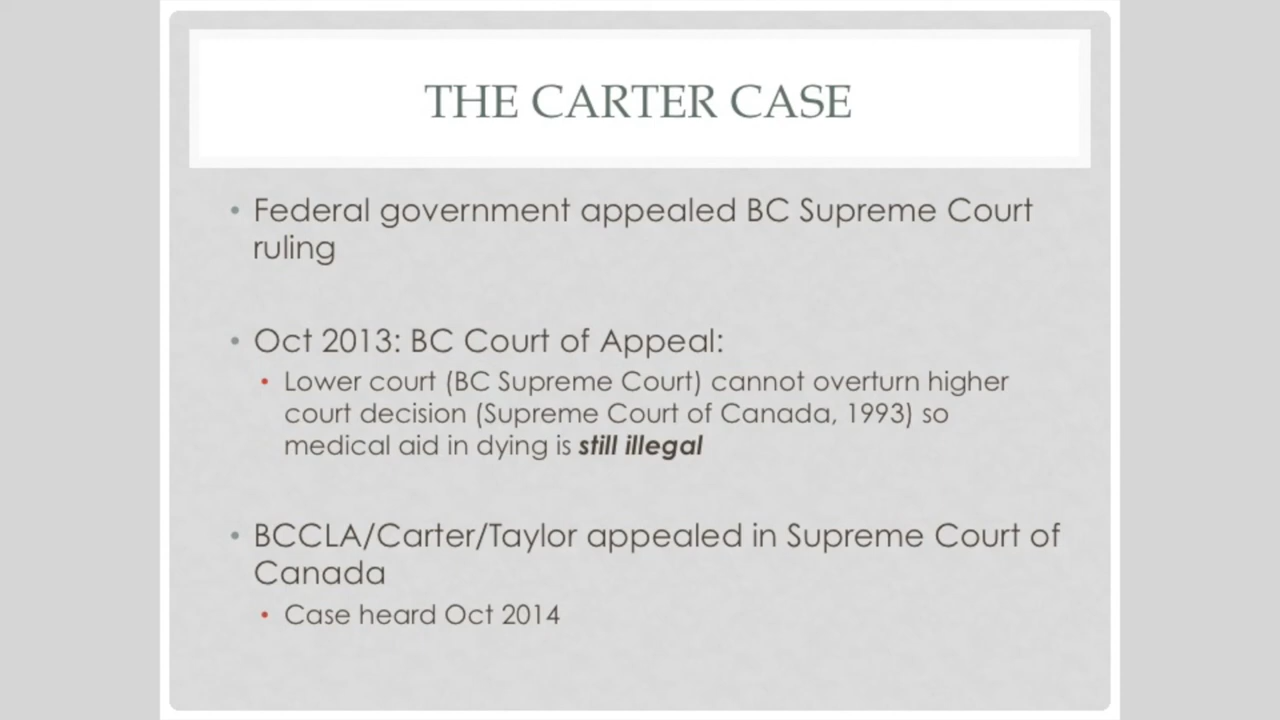 THE CARTER CASE
• Federal government appealed BC Supreme Court
ruling
• Oct 2013: BC Court of Appeal:
• Lower court (BC Supreme Court) cannot overturn higher
court decision (Supreme Court of Canada, 1993) so
medical aid in dying is still illegal
• BCCLA/Carter/Taylor appealed in Supreme Court of
Canada
• Case heard Oct 2014